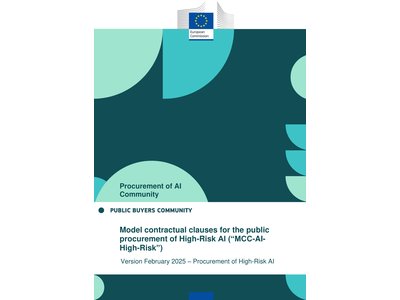 European
Commission
Procurement of AI
Community
PUBLIC BUYERS COMMUNITY
Model contractual clauses for the public
procurement of High-Risk AI (“MCC-AI-
High-Risk”)
Version February 2025 – Procurement of High-Risk AI